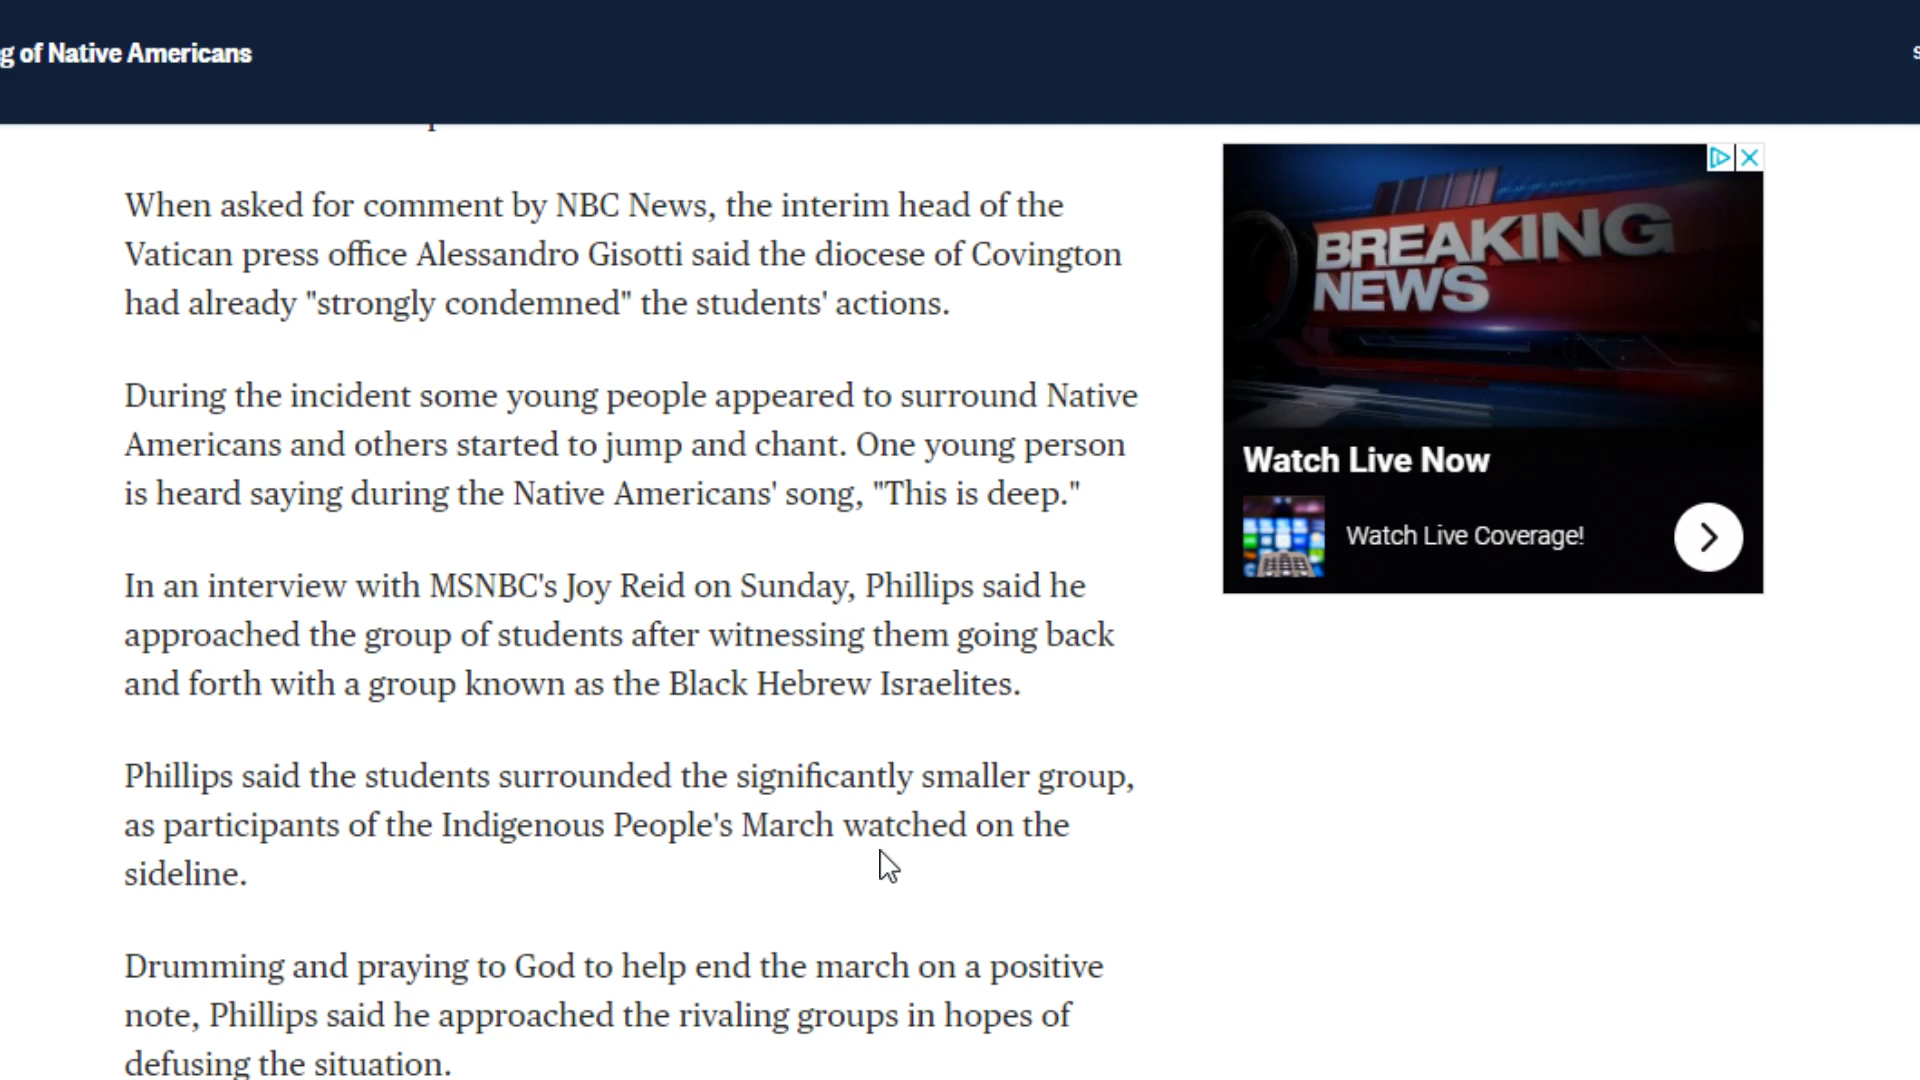 g of Native Americans
When asked for comment by NBC News, the interim head of the
Vatican press office Alessandro Gisotti said the diocese of Covington
had already "strongly condemned" the students' actions.
During the incident some young people appeared to surround Native
Americans and others started to jump and chant. One young person
is heard saying during the Native Americans' song, "This is deep."
In an interview with MSNBC's Joy Reid on Sunday, Phillips said he
approached the group of students after witnessing them going back
and forth with a group known as the Black Hebrew Israelites.
Phillips said the students surrounded the significantly smaller group,
as participants of the Indigenous People's March watched on the
sideline.
Drumming and praying to God to help end the march on a positive
note, Phillips said he approached the rivaling groups in hopes of
defusing the situation.
BREAKING
NEWS
Watch Live Now
Watch Live Coverage!